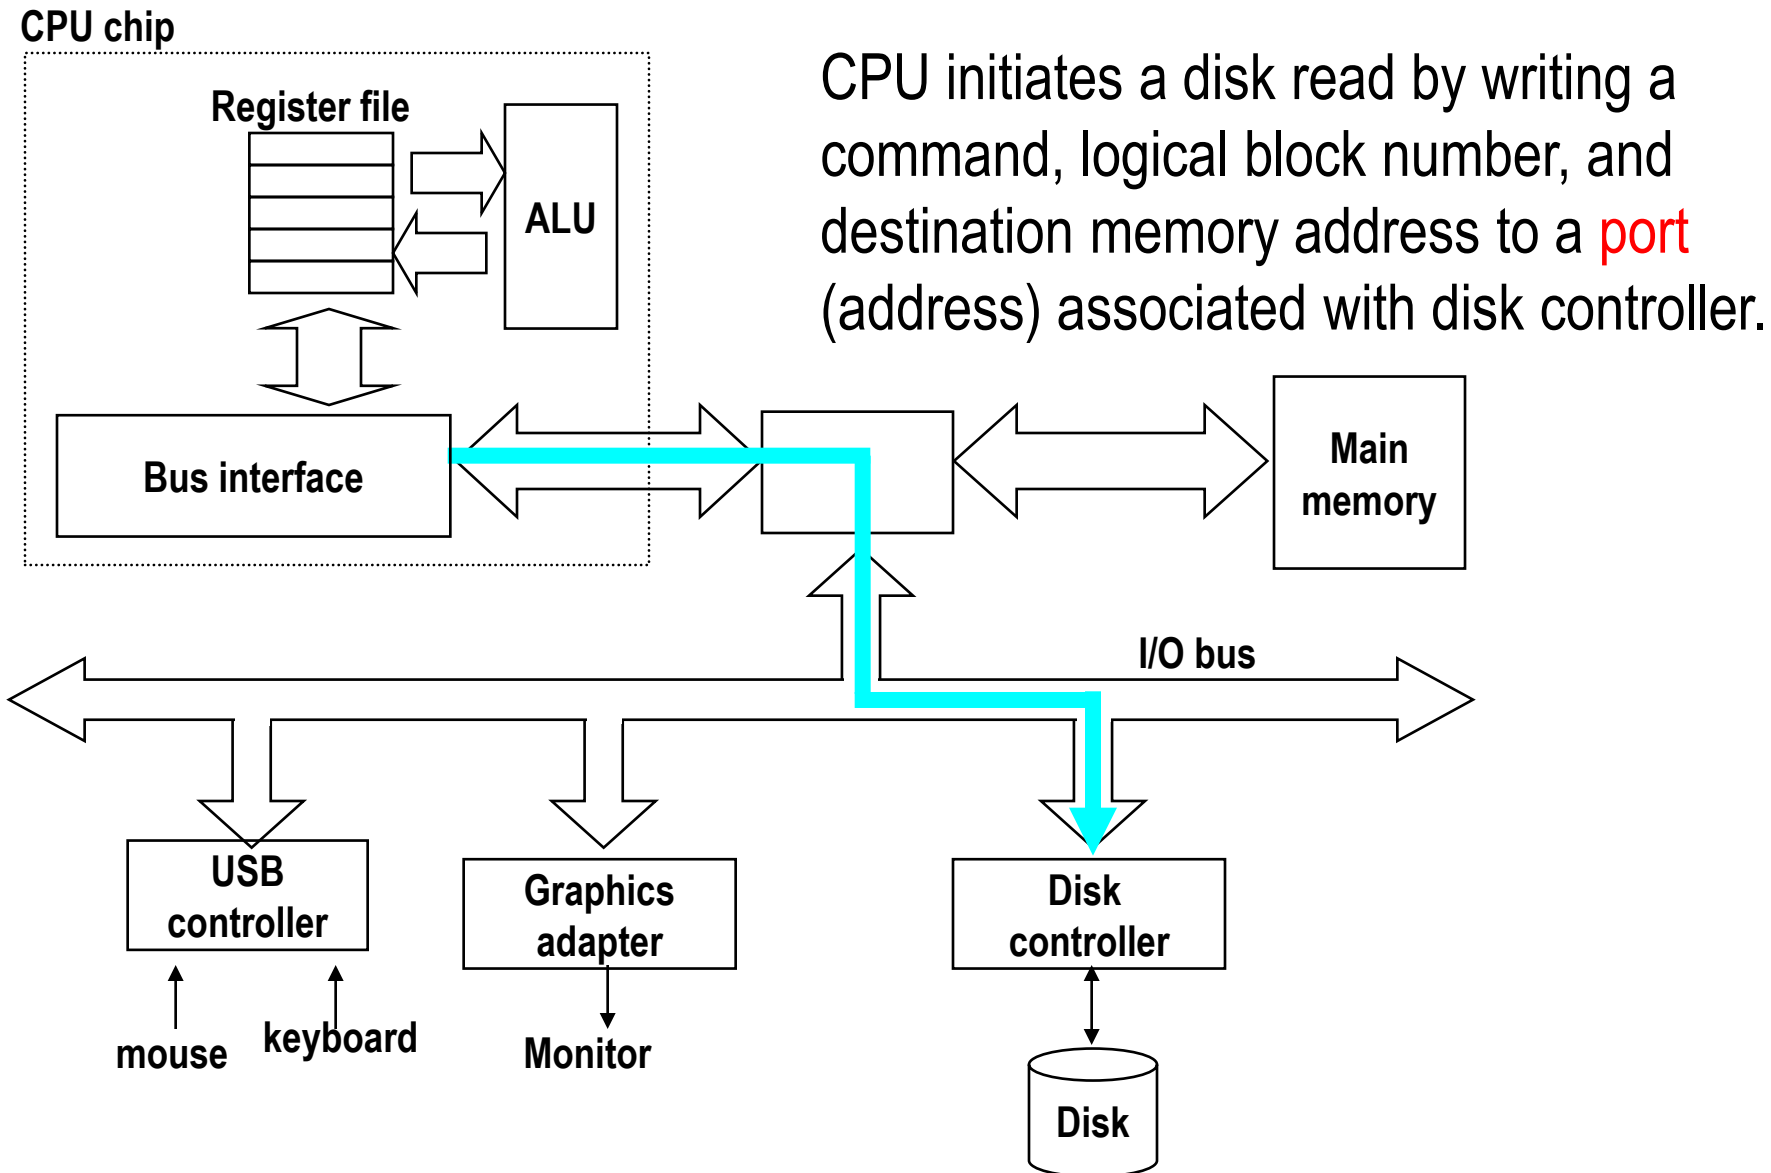 CPU chip
CPU initiates a disk read by writing a
command, logical block number, and
destination memory address to a port
(address) associated with disk controller.
Register file
ALU
Bus interface
Main
memory
I/O bus
USB
controller
Graphics
adapter
Disk
controller
mouse
keyboard
Monitor
Disk